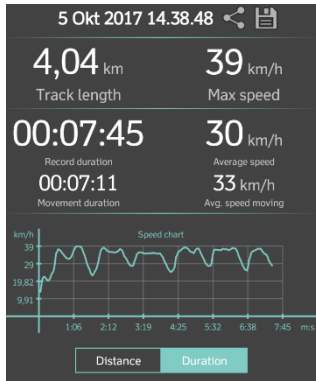 5 Okt 2017 14.38.48
4,04 km 39 km/h
Track length Max speed
00:07:45 30 km/h
Record duration Average speed
00:07:11 33 km/h
Movement duration Avg. speed moving
km/h Speed chart
39
29
19,82
9,91
1:06 2:12 3:19 4:25 5:32 6:38 7:45 m:s
Distance Duration